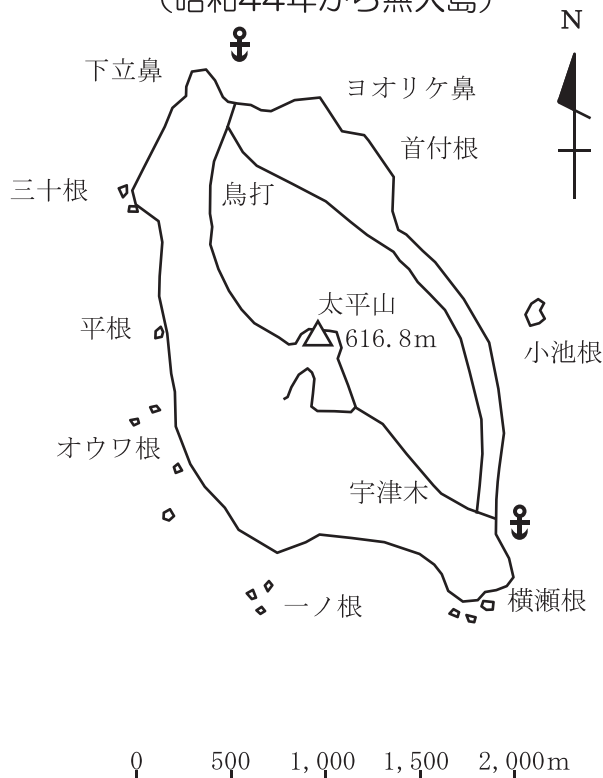 (昭和44年から無人島)
N
下立鼻
ヨオリケ鼻
首付根
三十根
鳥打
太平山
616.8m
平根
小池根
オウワ根
宇津木
一ノ根
横瀬根
0 500 1,000 1,500 2,000m